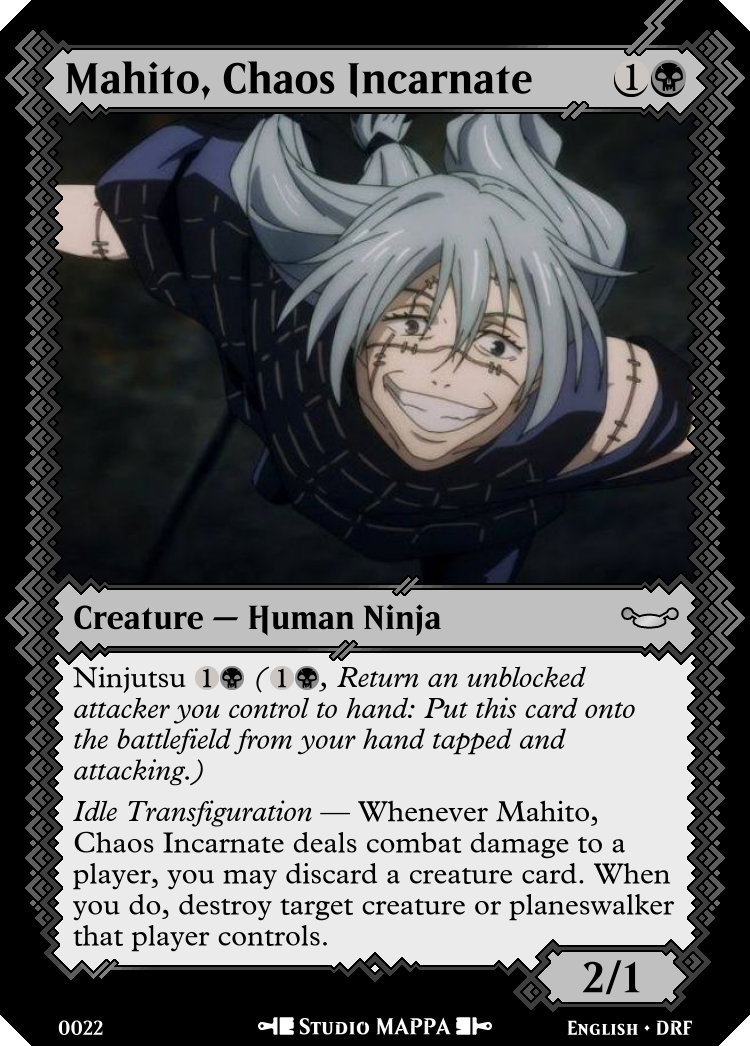 Mahito, Chaos Incarnate 1
Creature — Human Ninja
Ninjutsu 1 (1, Return an unblocked
attacker you control to hand: Put this card onto
the battlefield from your hand tapped and
attacking.)
Idle Transfiguration — Whenever Mahito,
Chaos Incarnate deals combat damage to a
player, you may discard a creature card. When
you do, destroy target creature or planeswalker
that player controls.
2/1
0022 Studio MAPPA English • DRF